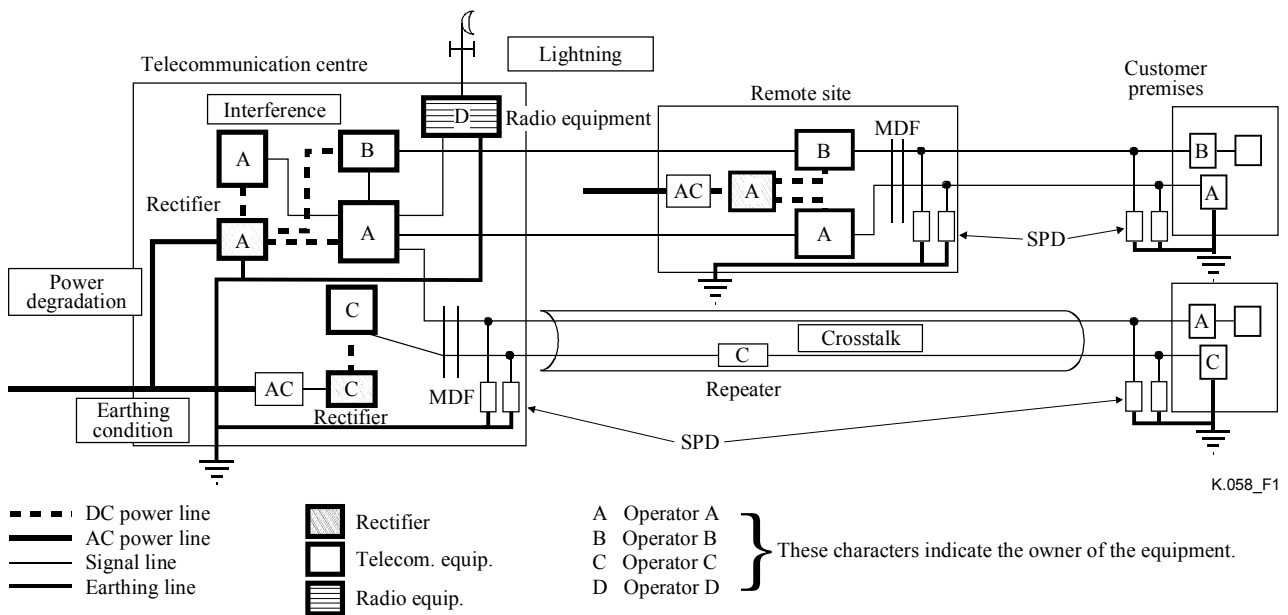 Lightning
Telecommunication centre
Customer
premises
Interference
Remote site
D
Radio equipment
MDF
A
B
B
B
Rectifier
AC
A
A
A
A
A
SPD
Power
degradation
C
A
Crosstalk
C
C
AC
C
MDF
Repeater
Earthing
condition
Rectifier
SPD
K.058_F1
DC power line
AC power line
Signal line
Earthing line
Rectifier
Telecom. equip.
Radio equip.
A Operator A
B Operator B
C Operator C
D Operator D
These characters indicate the owner of the equipment.